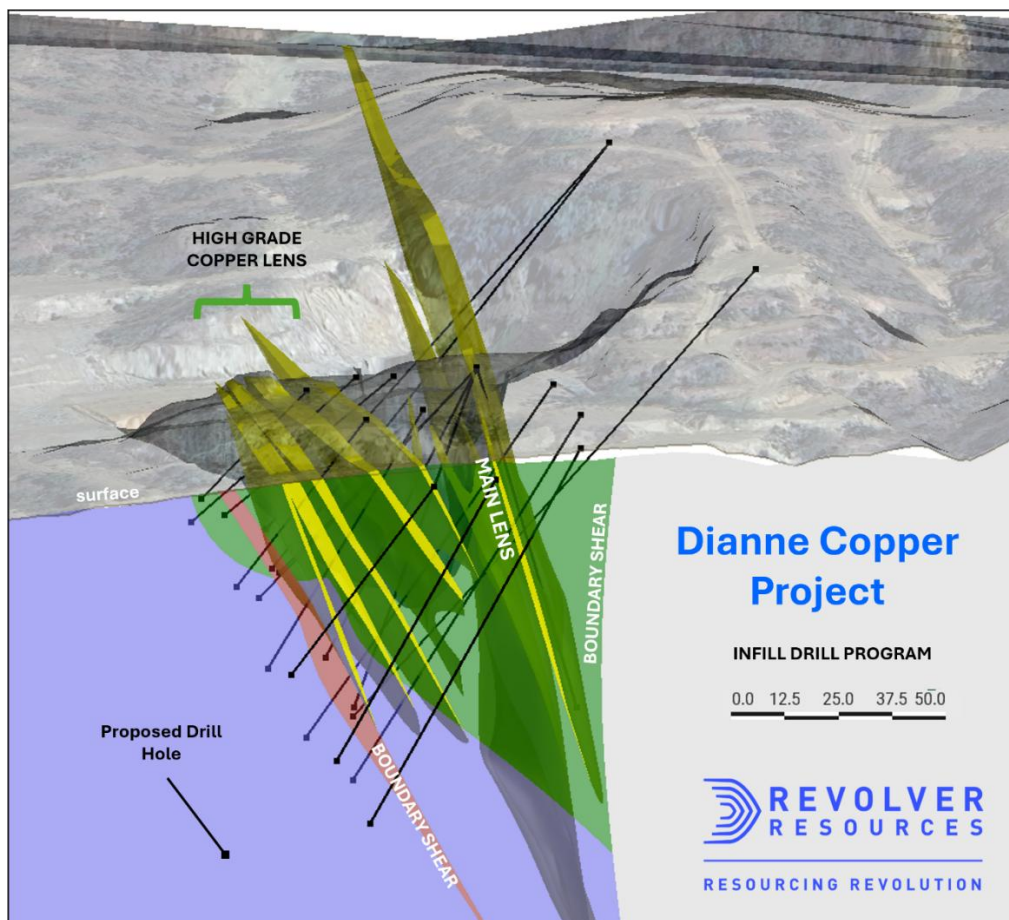 HIGH GRADE
COPPER LENS
surface
MAIN LENS
BOUNDARY SHEAR
Dianne Copper
Project
INFILL DRILL PROGRAM
0.0 12.5 25.0 37.5 50.0
Proposed Drill
Hole
BOUNDARY SHEAR
REVOLVER
RESOURCES
RESOURCING REVOLUTION